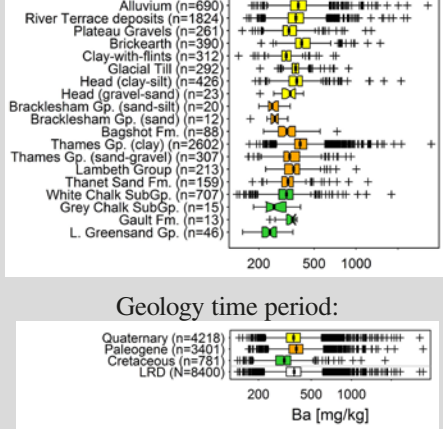 Alluvium (n=690)
River Terrace deposits (n=1824)
Plateau Gravels (n=261)
Brickearth (n=390)
Clay-with-flints (n=312)
Glacial Till (n=292)
Head (clay-silt) (n=426)
Head (gravel-sand) (n=23)
Bracklesham Gp. (sand-silt) (n=20)
Bracklesham Gp. (sand) (n=12)
Bagshot Fm. (n=88)
Thames Gp. (clay) (n=2602)
Thames Gp. (sand-gravel) (n=307)
Lambeth Group (n=213)
Thanet Sand Fm. (n=159)
White Chalk SubGp. (n=707)
Grey Chalk SubGp. (n=15)
Gault Fm. (n=13)
L. Greensand Gp. (n=46)
200 500 1000
Geology time period:
Quaternary (n=4218)
Paleogene (n=3401)
Cretaceous (n=781)
LRD (N=8400)
200 500 1000
Ba [mg/kg]